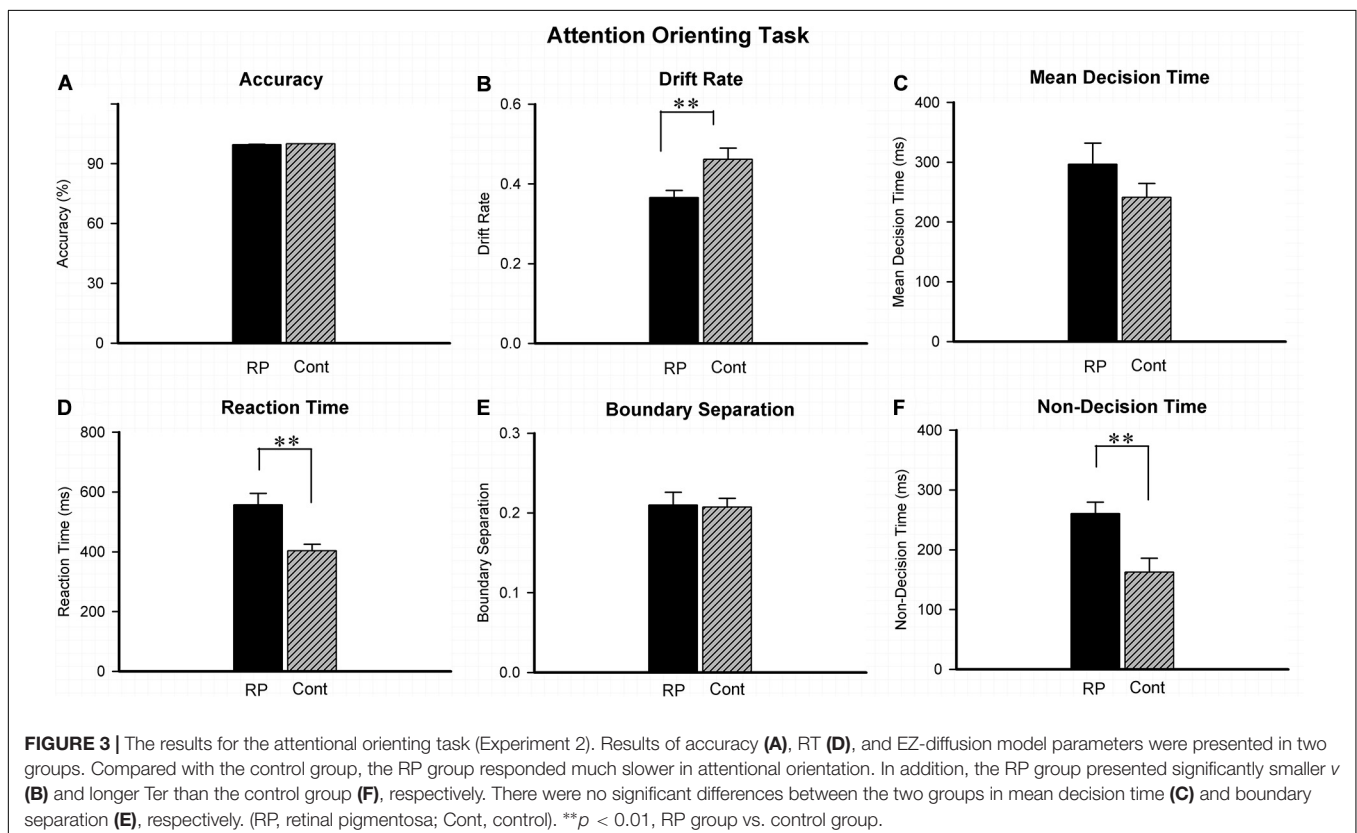 Attention Orienting Task
A
Accuracy
Accuracy (%)
90
60
30
0
RP
Cont
B
Drift Rate
Drift Rate
0.6
0.4
0.2
0.0
**
RP
Cont
C
Mean Decision Time
Mean Decision Time (ms)
400
300
200
100
0
RP
Cont
D
Reaction Time
Reaction Time (ms)
800
600
400
200
0
**
RP
Cont
E
Boundary Separation
Boundary Separation
0.3
0.2
0.1
0.0
RP
Cont
F
Non-Decision Time
Non-Decision Time (ms)
400
300
200
100
0
**
RP
Cont
FIGURE 3 | The results for the attentional orienting task (Experiment 2). Results of accuracy (A), RT (D), and EZ-diffusion model parameters were presented in two
groups. Compared with the control group, the RP group responded much slower in attentional orientation. In addition, the RP group presented significantly smaller v
(B) and longer Ter than the control group (F), respectively. There were no significant differences between the two groups in mean decision time (C) and boundary
separation (E), respectively. (RP, retinal pigmentosa; Cont, control). **p < 0.01, RP group vs. control group.